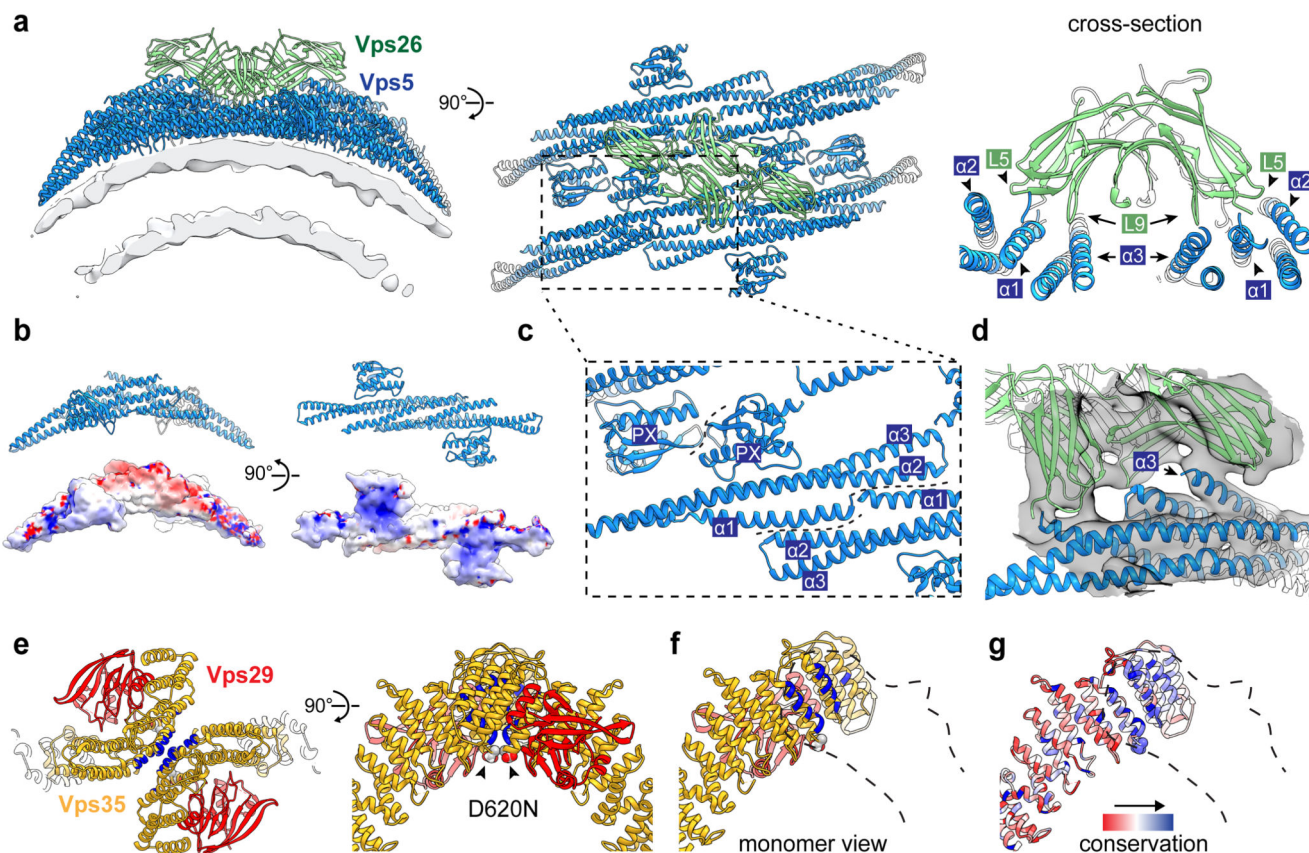 a
Vps26
Vps5
90°
cross-section
α2
L5
L5
α2
L9
α3
α1
α1
b
90°
c
PX
PX
α3
α2
α1
α1
α2
α3
d
α3
e
Vps29
Vps35
90°
D620N
f
monomer view
g
conservation